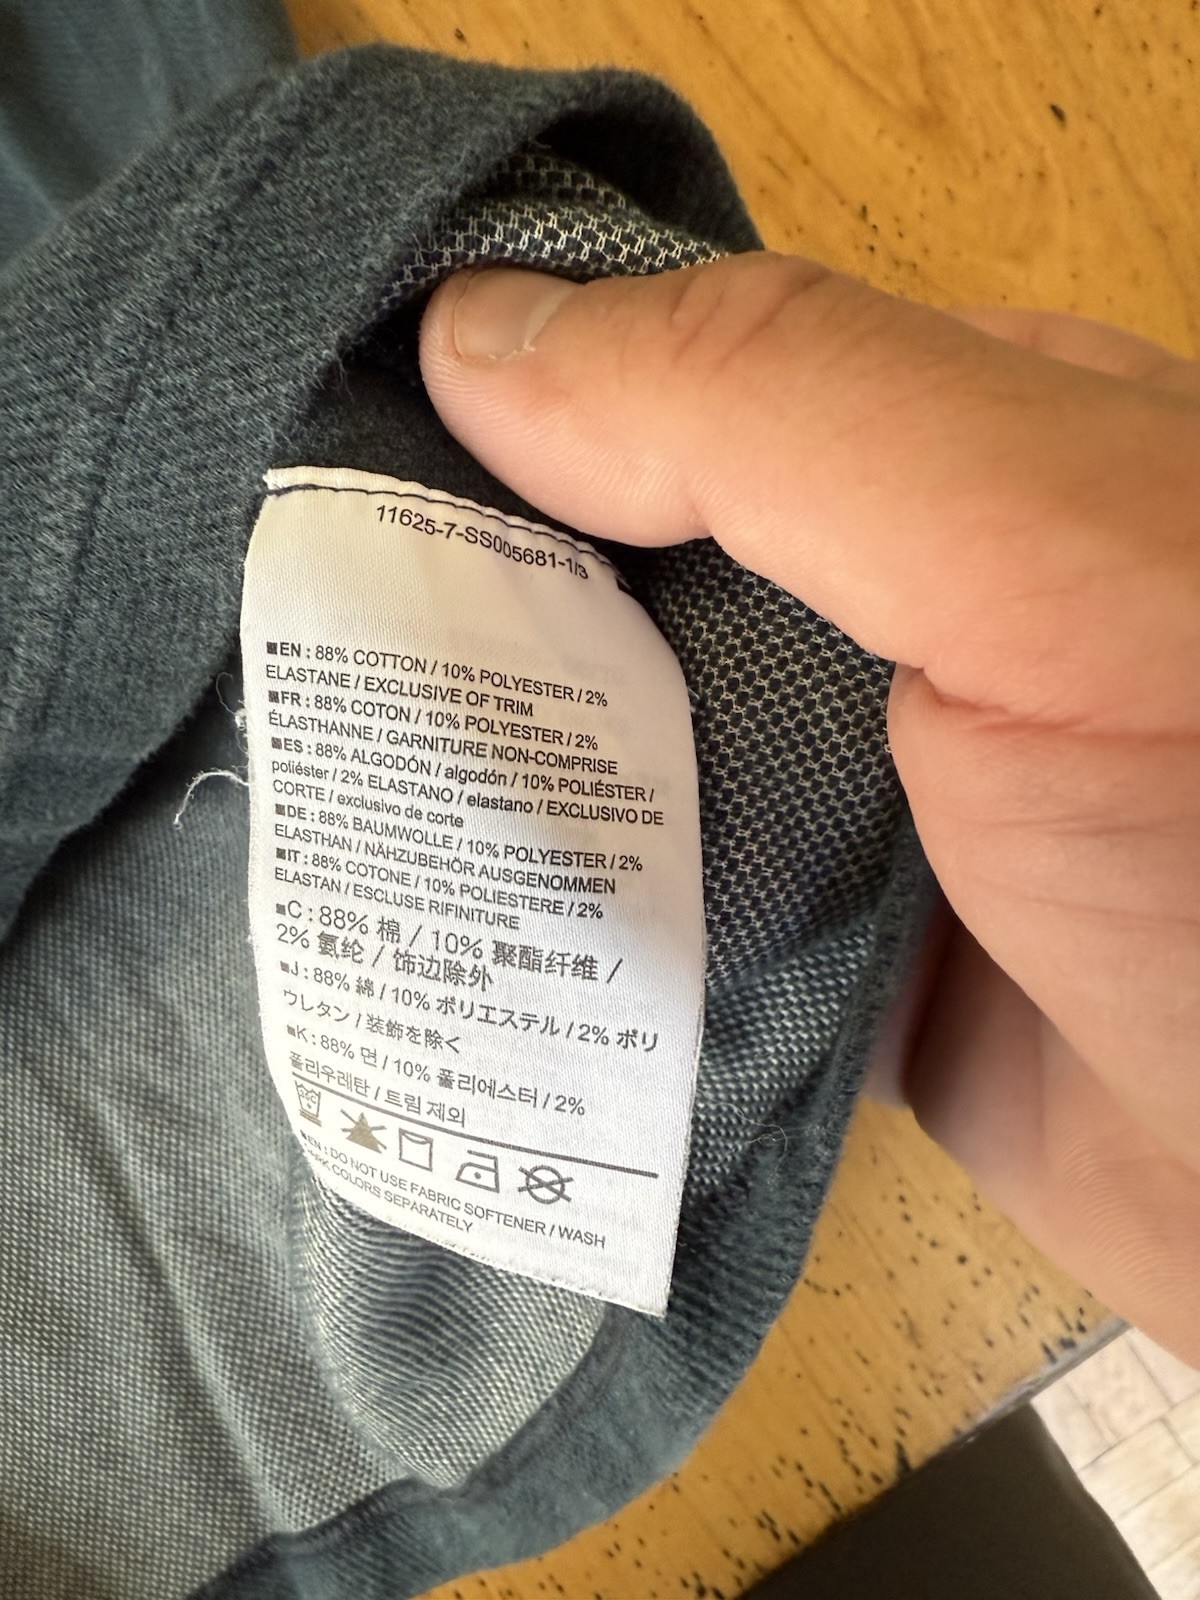 11625-7-SS005681-1/3
■EN : 88% COTTON / 10% POLYESTER / 2%
ELASTANE / EXCLUSIVE OF TRIM
■FR : 88% COTON / 10% POLYESTER / 2%
ÉLASTHANNE / GARNITURE NON-COMPRISE
■ES : 88% ALGODÓN / algodón / 10% POLIÉSTER /
poliéster / 2% ELASTANO / elastano / EXCLUSIVO DE
CORTE / exclusivo de corte
■DE : 88% BAUMWOLLE / 10% POLYESTER / 2%
ELASTHAN / NÄHZUBEHÖR AUSGENOMMEN
■IT : 88% COTONE / 10% POLIESTERE / 2%
ELASTAN / ESCLUSE RIFINITURE
■C : 88% 棉 / 10% 聚酯纤维 /
2% 氨纶 / 饰边除外
■J : 88% 綿 / 10% ポリエステル / 2% ポリ
ウレタン / 装飾を除く
■K : 88% 면 / 10% 폴리에스터 / 2%
폴리우레탄 / 트림 제외
■EN : DO NOT USE FABRIC SOFTENER / WASH
COLORS SEPARATELY